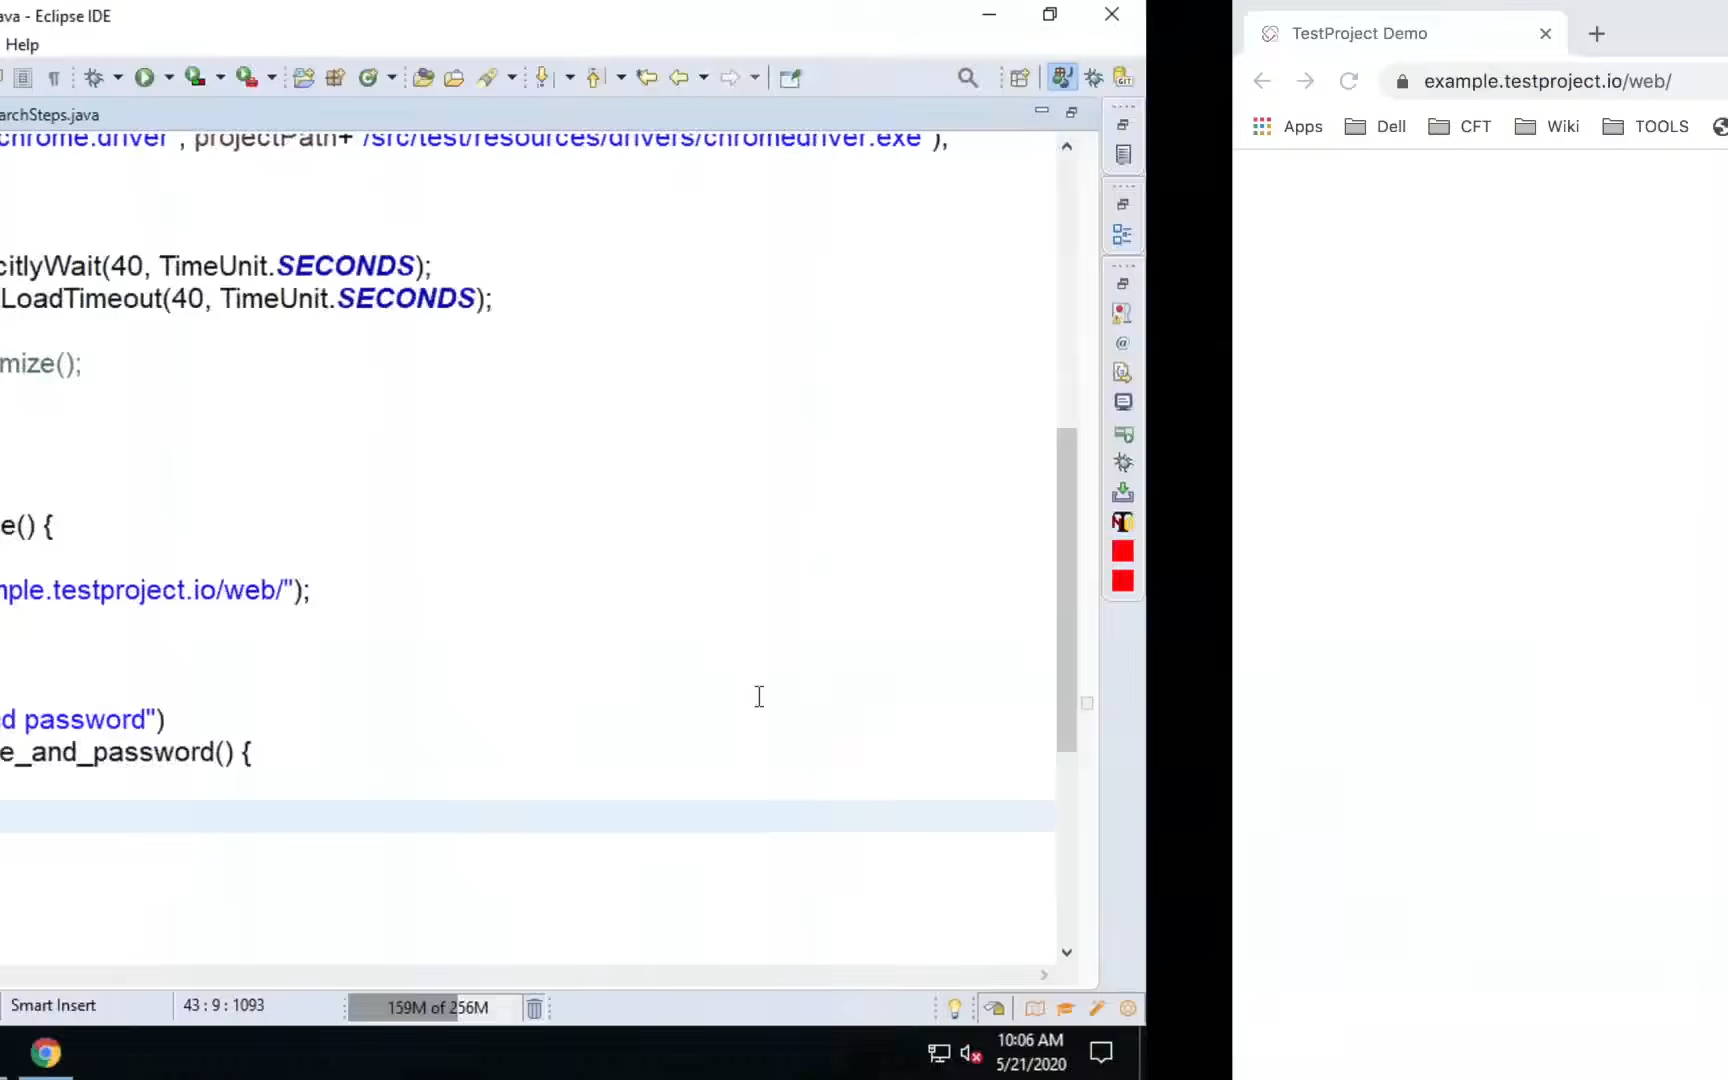 ava - Eclipse IDE
Help
archSteps.java
chrome.driver", projectPath+"/src/test/resources/drivers/chromedriver.exe");
citlyWait(40, TimeUnit.SECONDS);
LoadTimeout(40, TimeUnit.SECONDS);
mize();
e() {
mple.testproject.io/web/");
d password")
e_and_password() {
Smart Insert
43 : 9 : 1093
159M of 256M
10:06 AM
5/21/2020
TestProject Demo
example.testproject.io/web/
Apps
Dell
CFT
Wiki
TOOLS